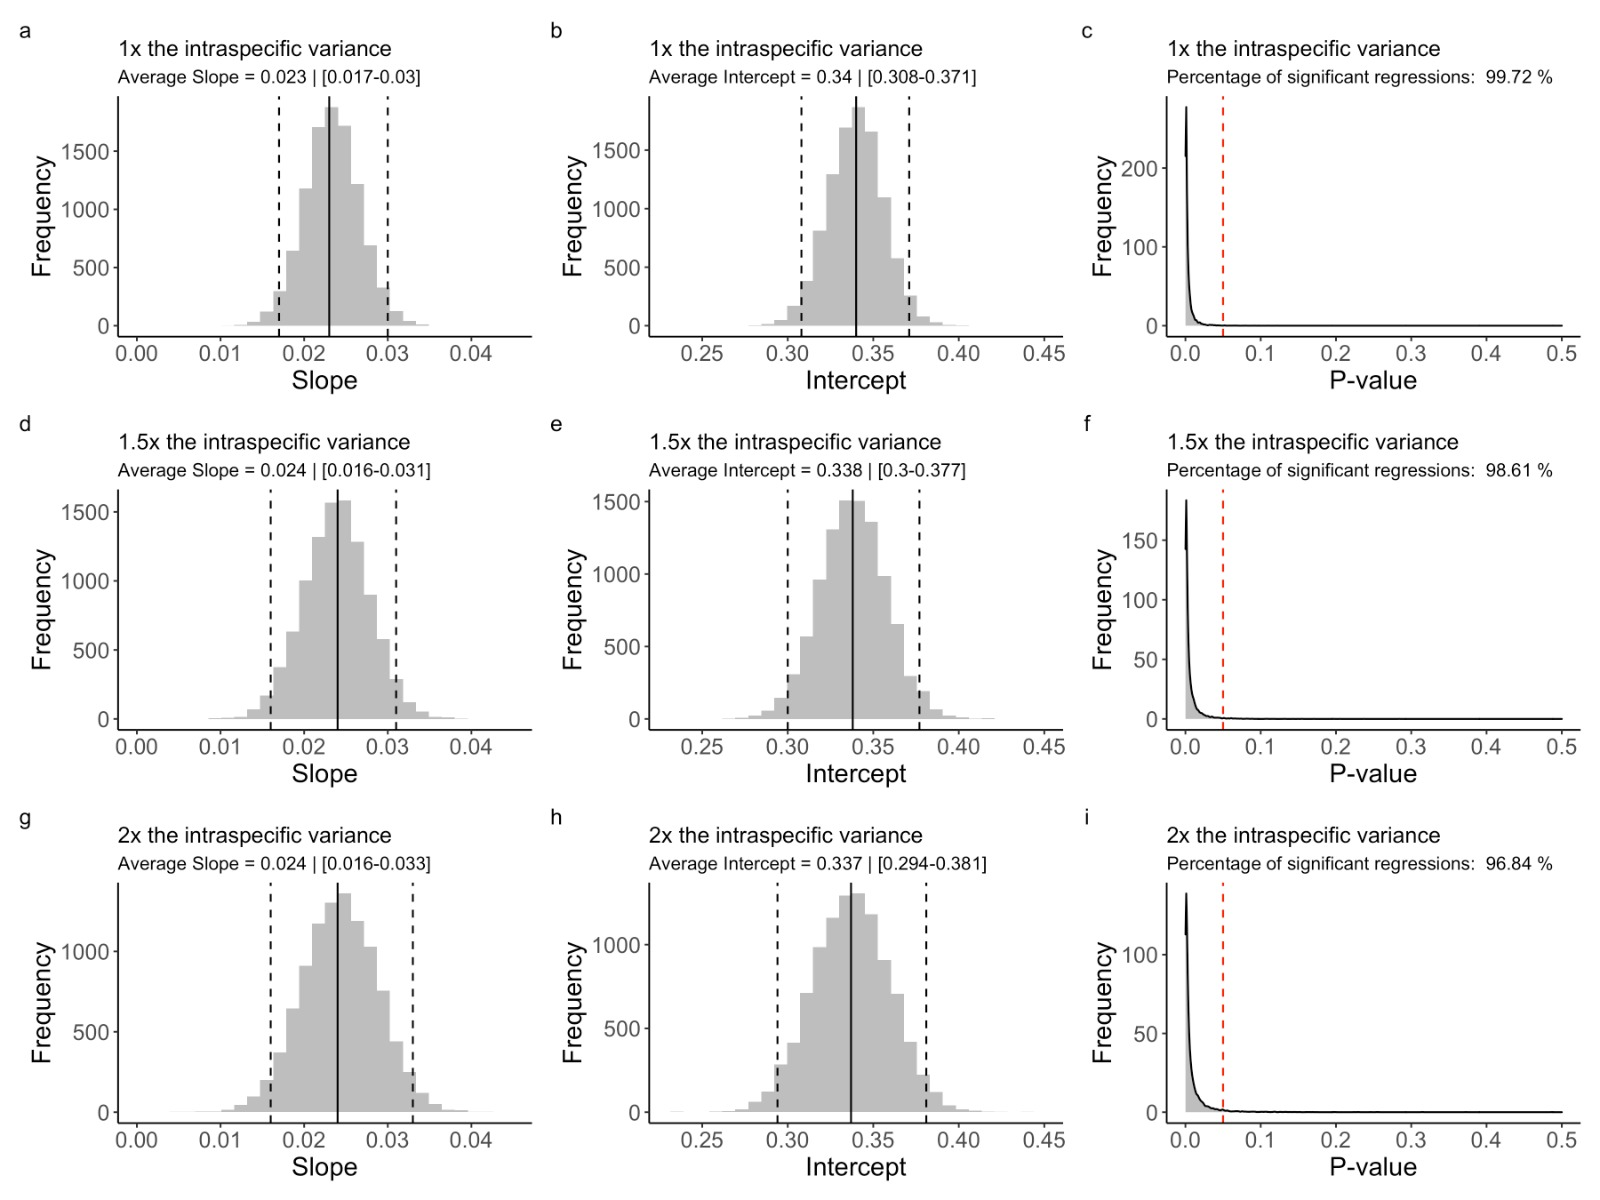 a
1x the intraspecific variance
Average Slope = 0.023 | [0.017-0.03]
Frequency
1500
1000
500
0
0.00 0.01 0.02 0.03 0.04
Slope
b
1x the intraspecific variance
Average Intercept = 0.34 | [0.308-0.371]
Frequency
1500
1000
500
0
0.25 0.30 0.35 0.40 0.45
Intercept
c
1x the intraspecific variance
Percentage of significant regressions: 99.72 %
Frequency
200
100
0
0.0 0.1 0.2 0.3 0.4 0.5
P-value
d
1.5x the intraspecific variance
Average Slope = 0.024 | [0.016-0.031]
Frequency
1500
1000
500
0
0.00 0.01 0.02 0.03 0.04
Slope
e
1.5x the intraspecific variance
Average Intercept = 0.338 | [0.3-0.377]
Frequency
1500
1000
500
0
0.25 0.30 0.35 0.40 0.45
Intercept
f
1.5x the intraspecific variance
Percentage of significant regressions: 98.61 %
Frequency
150
100
50
0
0.0 0.1 0.2 0.3 0.4 0.5
P-value
g
2x the intraspecific variance
Average Slope = 0.024 | [0.016-0.033]
Frequency
1000
500
0
0.00 0.01 0.02 0.03 0.04
Slope
h
2x the intraspecific variance
Average Intercept = 0.337 | [0.294-0.381]
Frequency
1000
500
0
0.25 0.30 0.35 0.40 0.45
Intercept
i
2x the intraspecific variance
Percentage of significant regressions: 96.84 %
Frequency
100
50
0
0.0 0.1 0.2 0.3 0.4 0.5
P-value